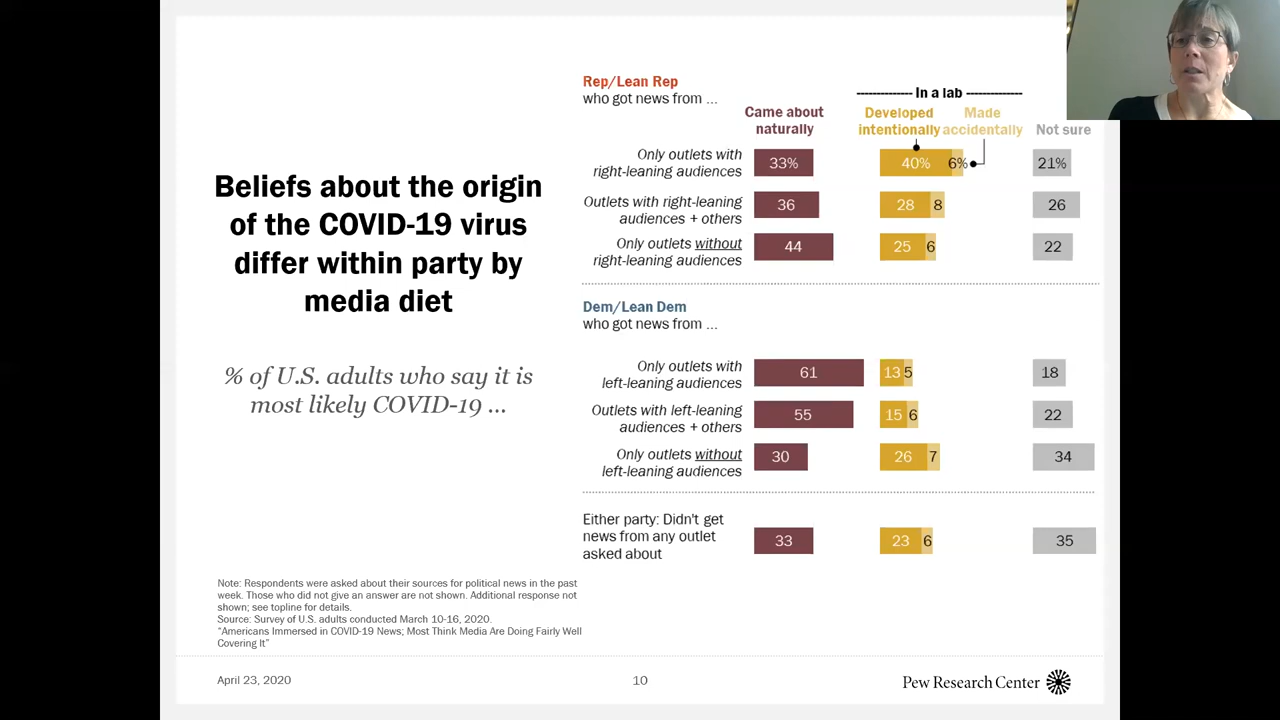 Beliefs about the origin
of the COVID-19 virus
differ within party by
media diet
% of U.S. adults who say it is
most likely COVID-19 ...
Rep/Lean Rep
who got news from ...
Came about
naturally
-------------- In a lab --------------
Developed
intentionally
Made
accidentally
Not sure
Only outlets with
right-leaning audiences
33%
40%
6%
21%
Outlets with right-leaning
audiences + others
36
28
8
26
Only outlets without
right-leaning audiences
44
25
6
22
Dem/Lean Dem
who got news from ...
Only outlets with
left-leaning audiences
61
13
5
18
Outlets with left-leaning
audiences + others
55
15
6
22
Only outlets without
left-leaning audiences
30
26
7
34
Either party: Didn't get
news from any outlet
asked about
33
23
6
35
Note: Respondents were asked about their sources for political news in the past
week. Those who did not give an answer are not shown. Additional response not
shown; see topline for details.
Source: Survey of U.S. adults conducted March 10-16, 2020.
"Americans Immersed in COVID-19 News; Most Think Media Are Doing Fairly Well
Covering It"
April 23, 2020
10
Pew Research Center